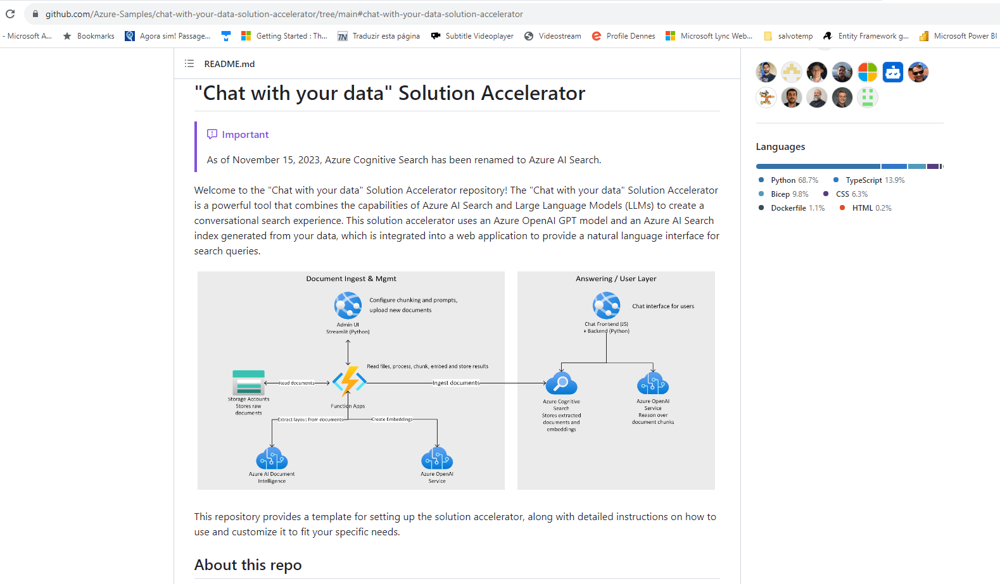 github.com/Azure-Samples/chat-with-your-data-solution-accelerator/tree/main#chat-with-your-data-solution-accelerator
- Microsoft A... Bookmarks Agora sim! Passage... Getting Started : Th... Traduzir esta página Subtitle Videoplayer Videostream Profile Dennes Microsoft Lync Web... salvotemp Entity Framework g... Microsoft Power BI
README.md
"Chat with your data" Solution Accelerator
Important
As of November 15, 2023, Azure Cognitive Search has been renamed to Azure AI Search.
Welcome to the "Chat with your data" Solution Accelerator repository! The "Chat with your data" Solution Accelerator
is a powerful tool that combines the capabilities of Azure AI Search and Large Language Models (LLMs) to create a
conversational search experience. This solution accelerator uses an Azure OpenAI GPT model and an Azure AI Search
index generated from your data, which is integrated into a web application to provide a natural language interface for
search queries.
Document Ingest & Mgmt
Configure chunking and prompts,
upload new documents
Admin UI
Streamlit (Python)
Read files, process, chunk, embed and store results
Read documents
Ingest documents
Storage Accounts
Stores raw
documents
Function Apps
Extract layout from documents
Create Embeddings
Azure AI Document
Intelligence
Azure OpenAI
Service
Answering / User Layer
Chat interface for users
Chat Frontend (JS)
+ Backend (Python)
Azure Cognitive
Search
Stores extracted
documents and
embeddings
Azure OpenAI
Service
Reason over
document chunks
This repository provides a template for setting up the solution accelerator, along with detailed instructions on how to
use and customize it to fit your specific needs.
About this repo
Languages
Python 68.7% TypeScript 13.9%
Bicep 9.8% CSS 6.3%
Dockerfile 1.1% HTML 0.2%